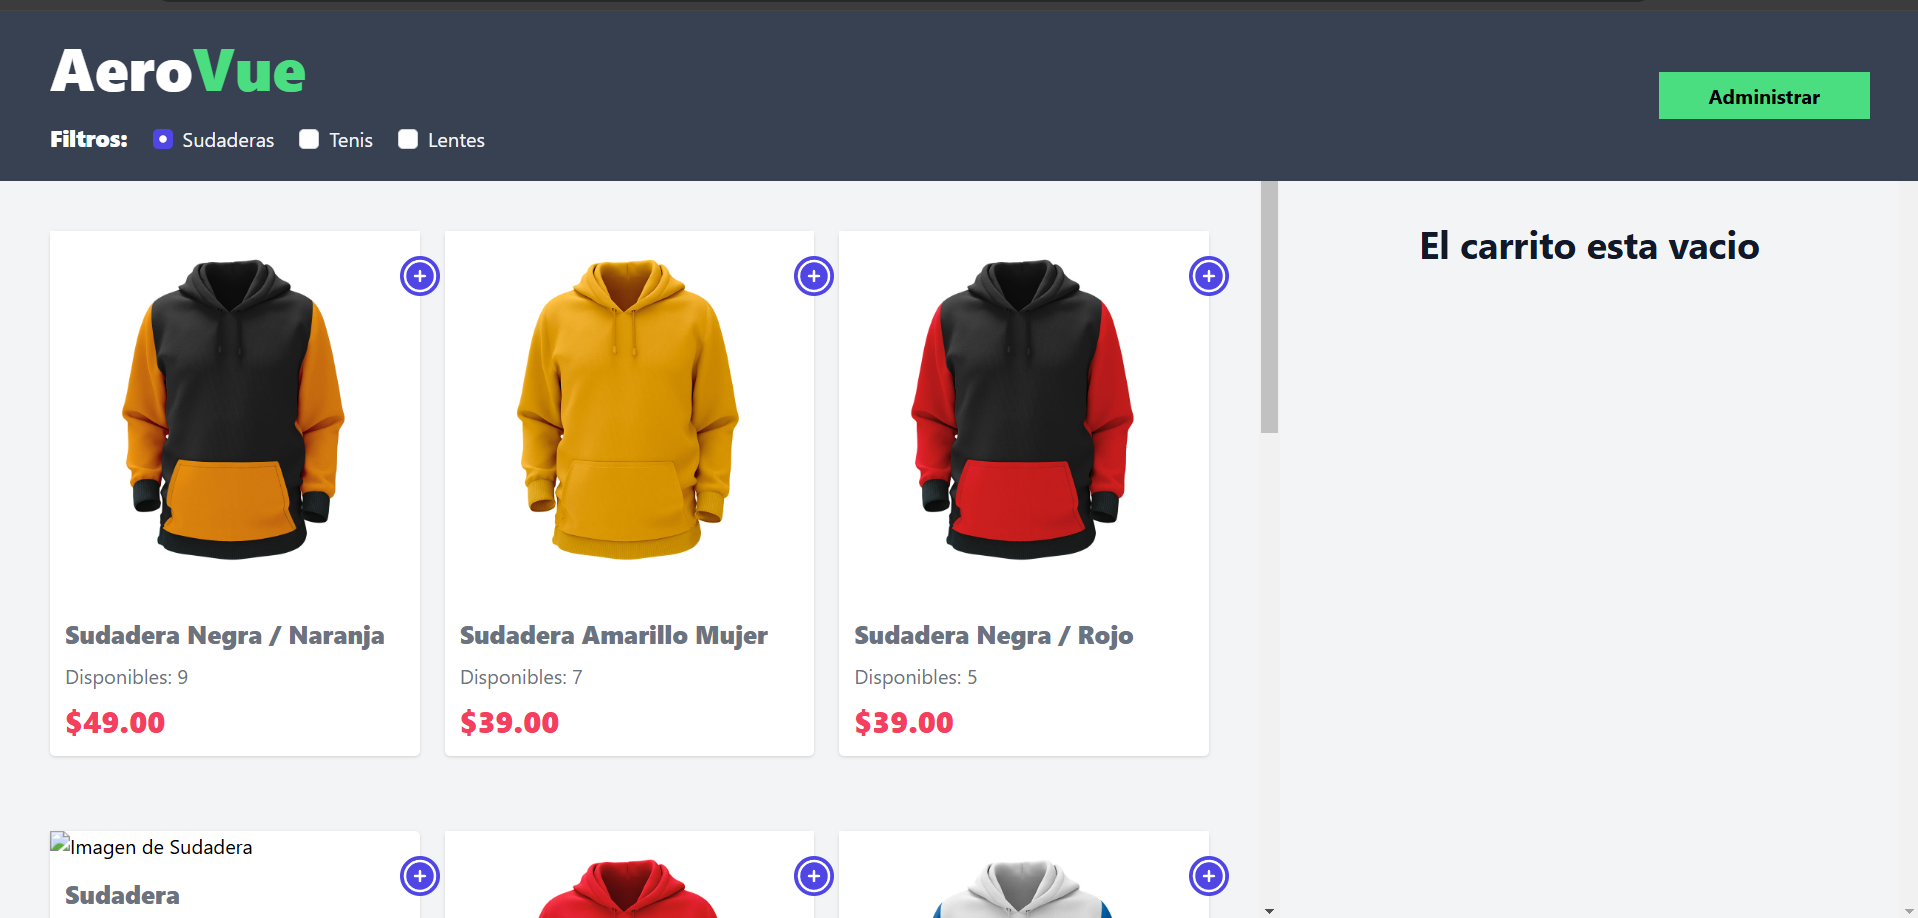 AeroVue
Administrar
Filtros: Sudaderas Tenis Lentes
El carrito esta vacio
Sudadera Negra / Naranja
Disponibles: 9
$49.00
Sudadera Amarillo Mujer
Disponibles: 7
$39.00
Sudadera Negra / Rojo
Disponibles: 5
$39.00
Imagen de Sudadera
Sudadera